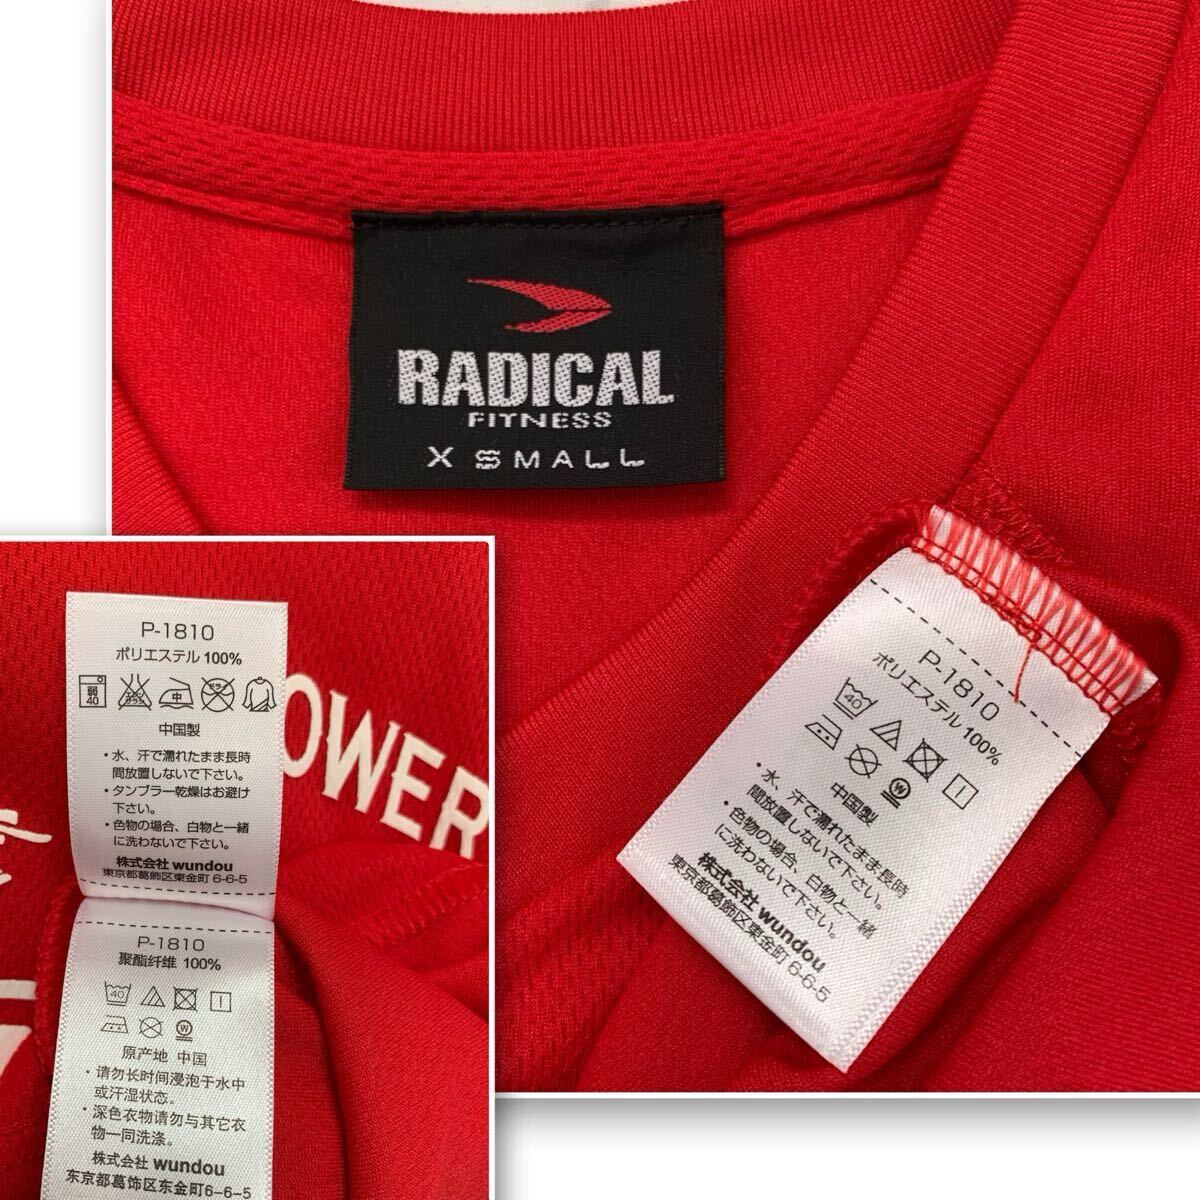 RADICAL
FITNESS
X SMALL
P-1810
ポリエステル 100%
40
中国製
・水、汗で濡れたまま長時
間放置しないで下さい。
・色物の場合、白物と一緒
に洗わないで下さい。
株式会社 wundou
東京都葛飾区東金町 6-6-5
P-1810
ポリエステル 100%
弱
40
中
中国製
・水、汗で濡れたまま長時
間放置しないで下さい。
・タンブラー乾燥はお避け
下さい。
・色物の場合、白物と一緒
に洗わないで下さい。
株式会社 wundou
東京都葛飾区東金町 6-6-5
OWER
P-1810
聚酯纤维 100%
40
W
原产地 中国
・请勿长时间浸泡于水中
或汗湿状态。
・深色衣物请勿与其它衣
物一同洗涤。
株式会社 wundou
东京都葛饰区东金町6-6-5